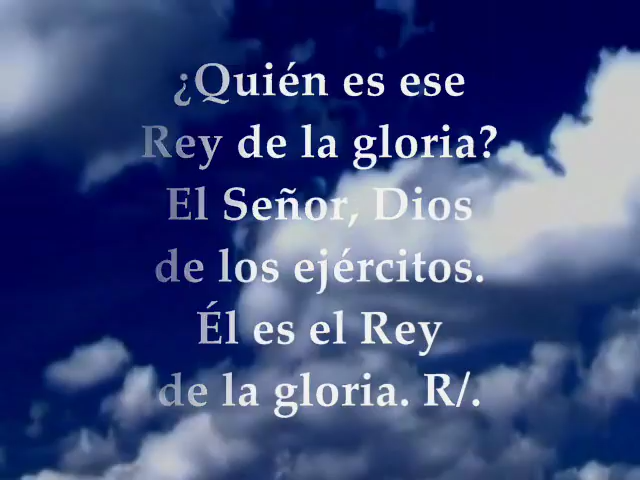 ¿Quién es ese
Rey de la gloria?
El Señor, Dios
de los ejércitos.
Él es el Rey
de la gloria. R/.